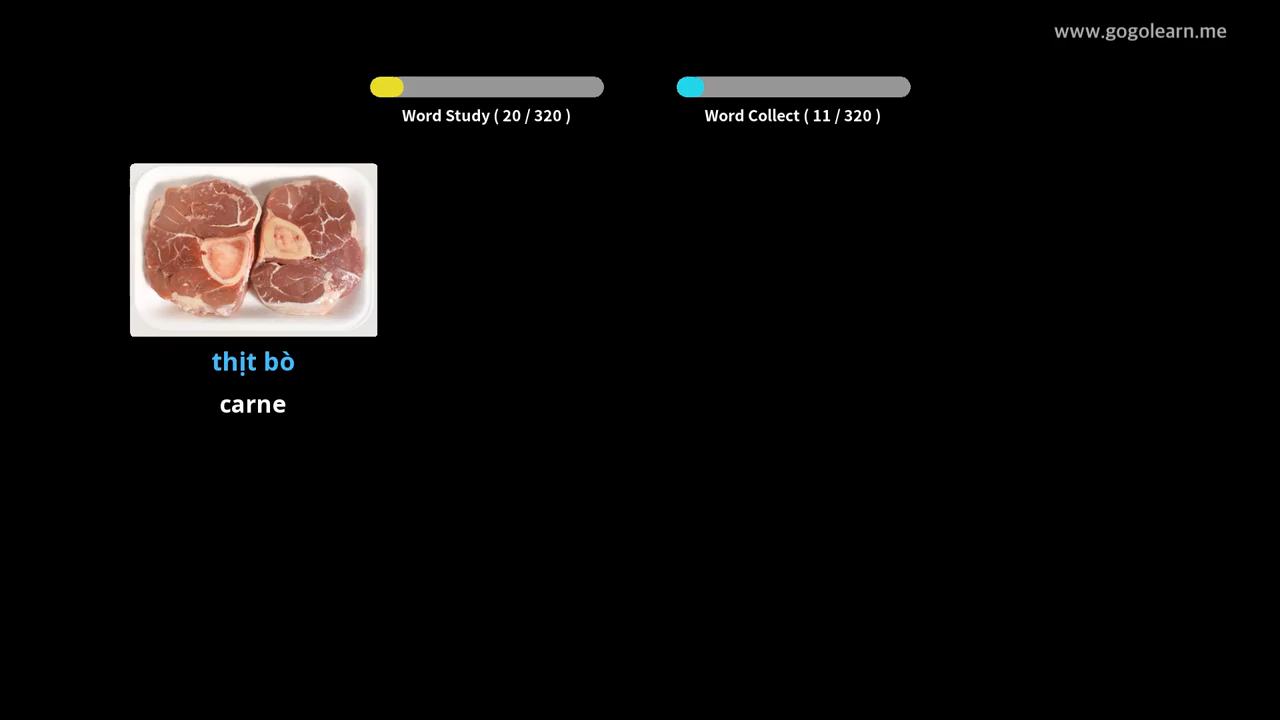 www.gogolearn.me
Word Study ( 20 / 320 )
Word Collect ( 11 / 320 )
thịt bò
carne